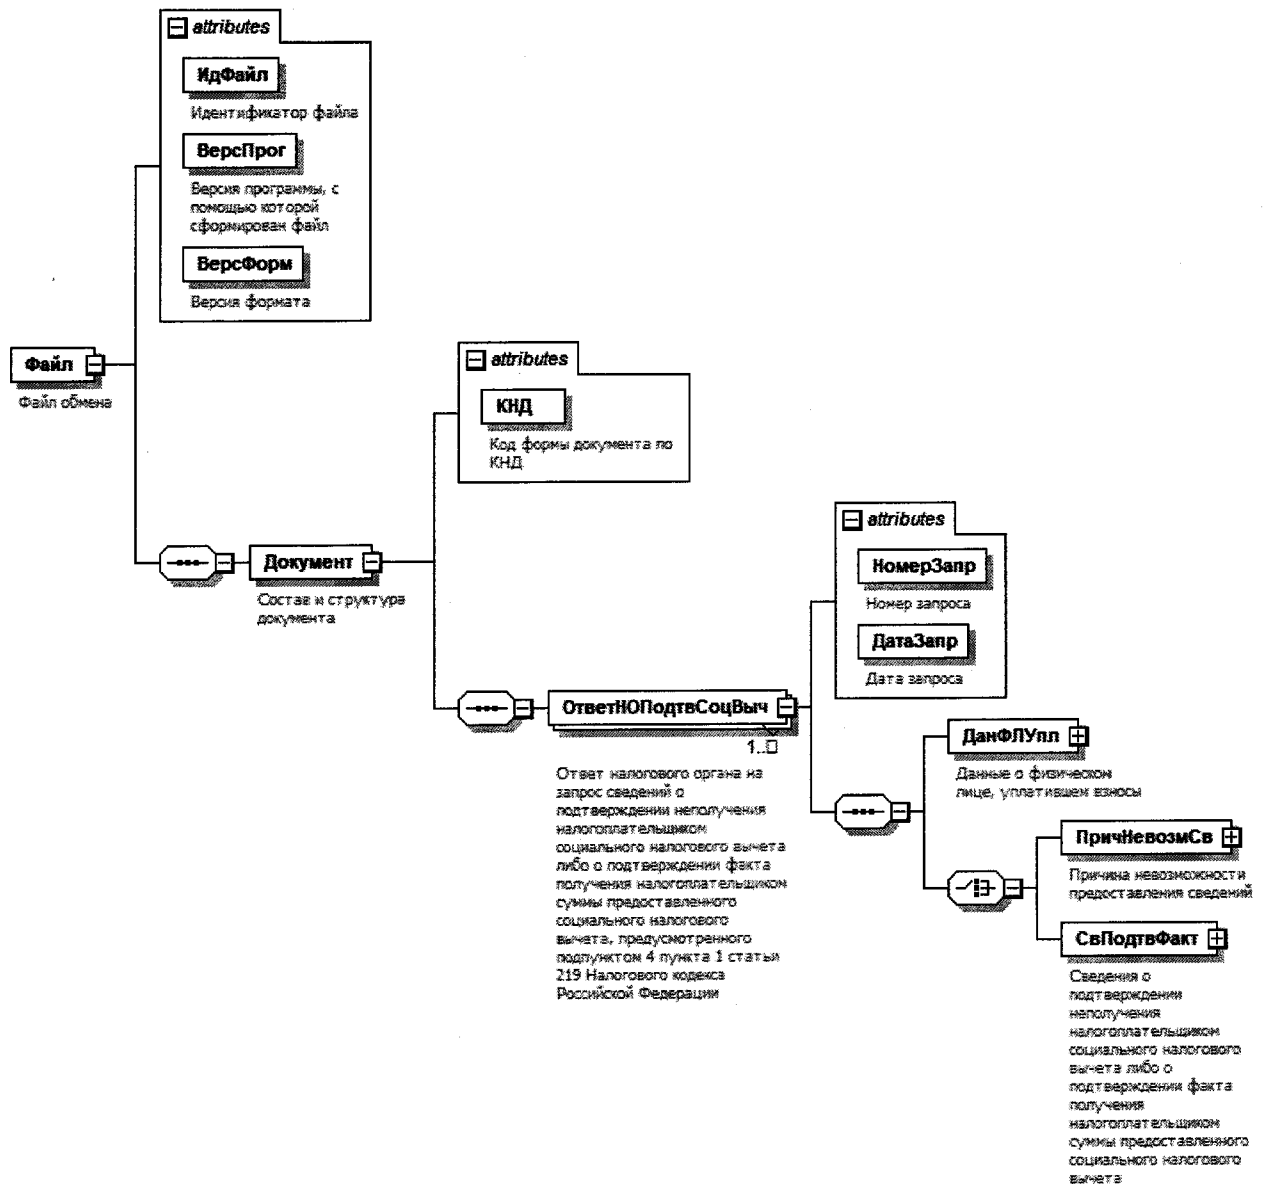 attributes
ИдФайл
Идентификатор файла
ВерсПрог
Версия программы, с
помощью которой
сформирован файл
ВерсФорм
Версия формата
Файл
Файл обмена
attributes
КНД
Код формы документа по
КНД
Документ
Состав и структура
документа
attributes
НомерЗапр
Номер запроса
ДатаЗапр
Дата запроса
ОтветНОПодтвСоцВыч
1..□
Ответ налогового органа на
запрос сведений о
подтверждении неполучения
налогоплательщиком
социального налогового вычета
либо о подтверждении факта
получения налогоплательщиком
суммы предоставленного
социального налогового
вычета, предусмотренного
подпунктом 4 пункта 1 статьи
219 Налогового кодекса
Российской Федерации
ДанФЛУпл
Данные о физическом
лице, уплатившем взносы
ПричНевозмСв
Причина невозможности
предоставления сведений
СвПодтвФакт
Сведения о
подтверждении
неполучения
налогоплательщиком
социального налогового
вычета либо о
подтверждении факта
получения
налогоплательщиком
суммы предоставленного
социального налогового
вычета